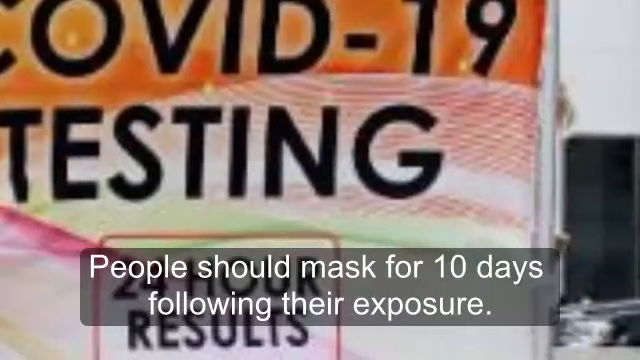 COVID-19
TESTING
People should mask for 10 days
following their exposure.
RESULTS